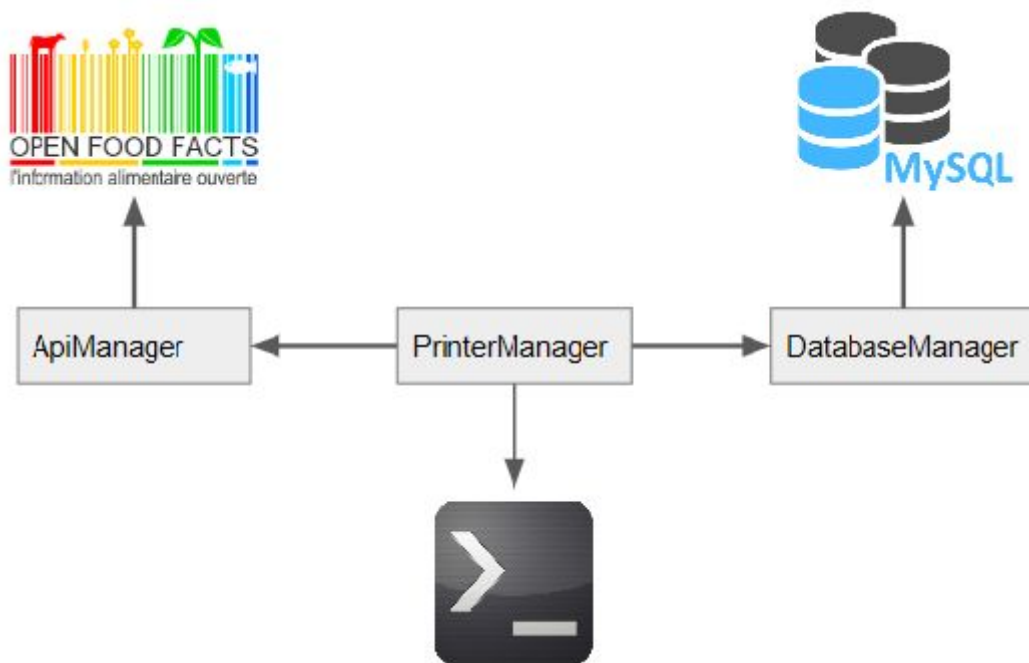 OPEN FOOD FACTS
l'information alimentaire ouverte
MySQL
ApiManager
PrinterManager
DatabaseManager
>_